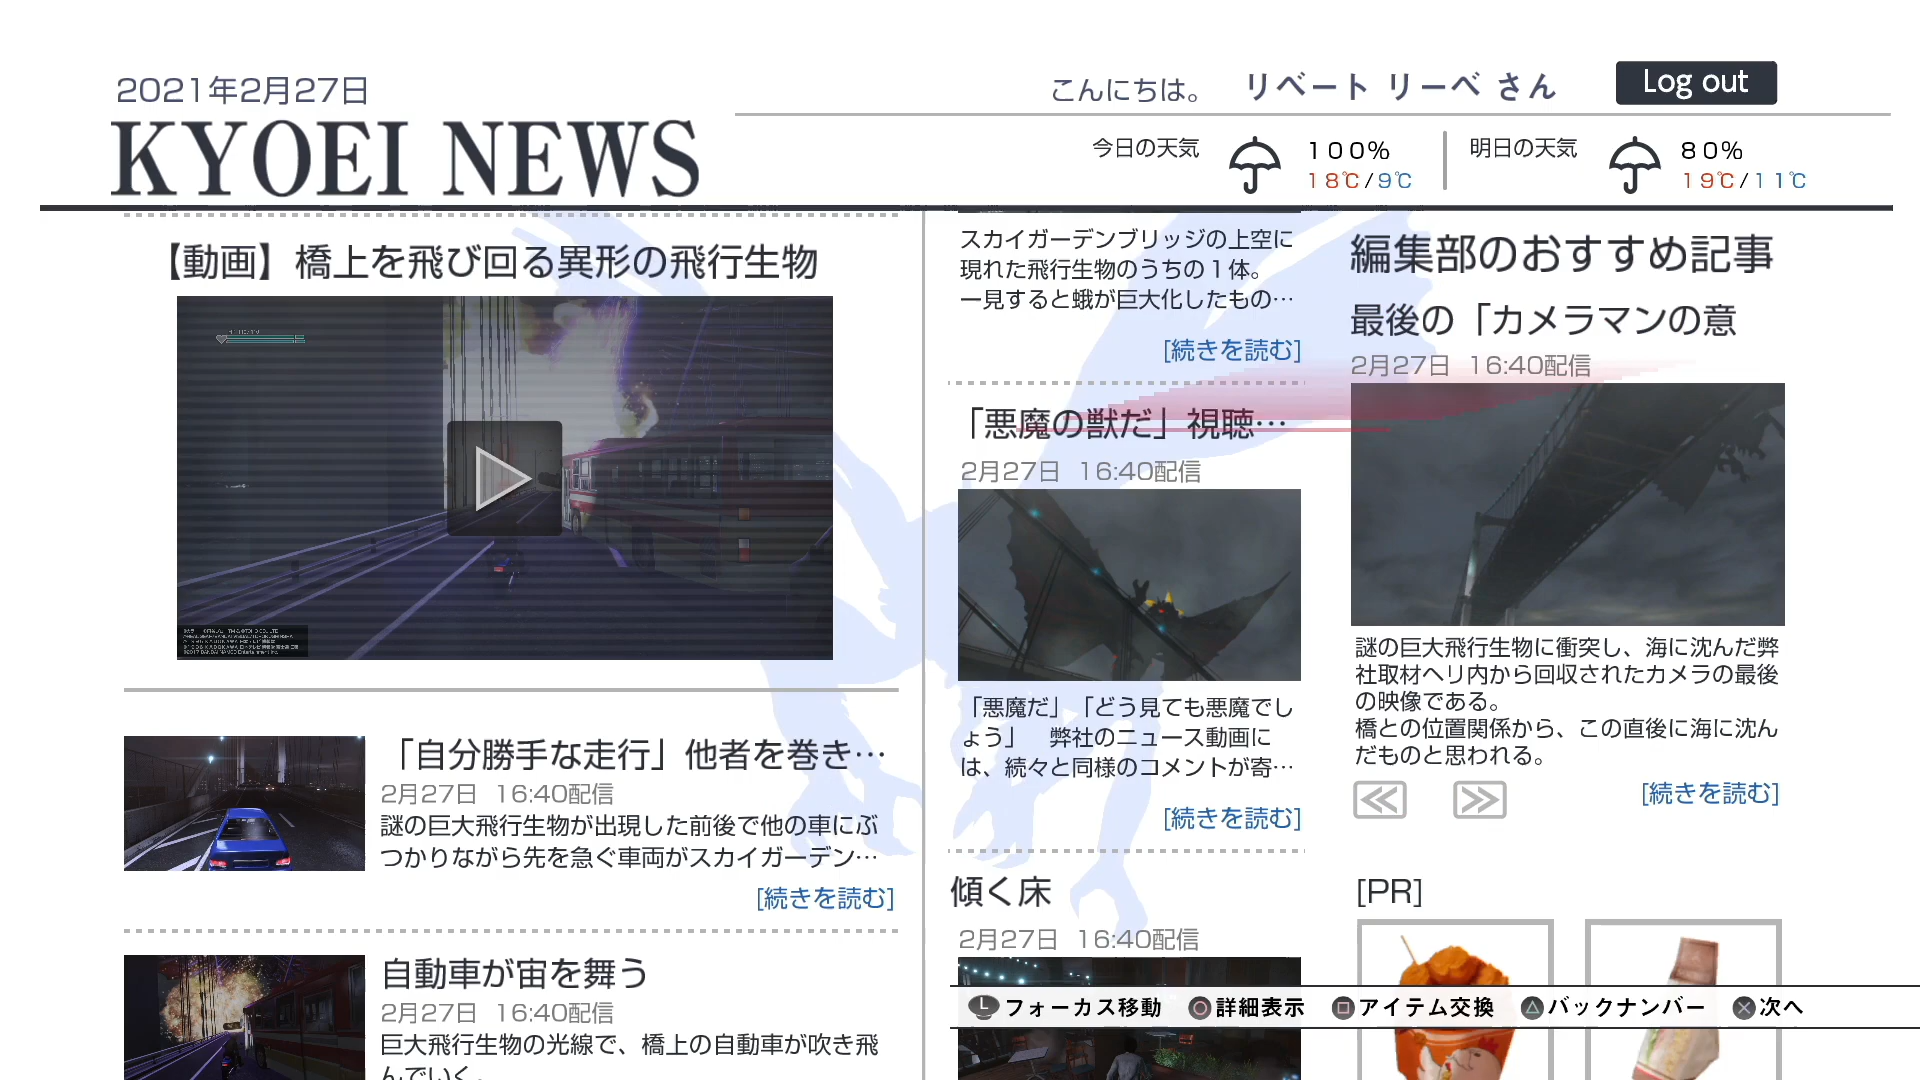 2021年2月27日
KYOEI NEWS
こんにちは。 リベート リーベ さん
Log out
今日の天気
100%
18℃/9℃
明日の天気
80%
19℃/11℃
【動画】橋上を飛び回る異形の飛行生物
「自分勝手な走行」他者を巻き…
2月27日 16:40配信
謎の巨大飛行生物が出現した前後で他の車にぶ
つかりながら先を急ぐ車両がスカイガーデン…
[続きを読む]
自動車が宙を舞う
2月27日 16:40配信
巨大飛行生物の光線で、橋上の自動車が吹き飛
んでいく。
スカイガーデンブリッジの上空に
現れた飛行生物のうちの1体。
一見すると蛾が巨大化したもの…
[続きを読む]
「悪魔の獣だ」視聴…
2月27日 16:40配信
「悪魔だ」「どう見ても悪魔でし
ょう」 弊社のニュース動画に
は、続々と同様のコメントが寄…
[続きを読む]
傾く床
2月27日 16:40配信
編集部のおすすめ記事
最後の「カメラマンの意
2月27日 16:40配信
謎の巨大飛行生物に衝突し、海に沈んだ弊
社取材ヘリ内から回収されたカメラの最後
の映像である。
橋との位置関係から、この直後に海に沈ん
だものと思われる。
[続きを読む]
[PR]
L フォーカス移動 詳細表示 アイテム交換 バックナンバー 次へ